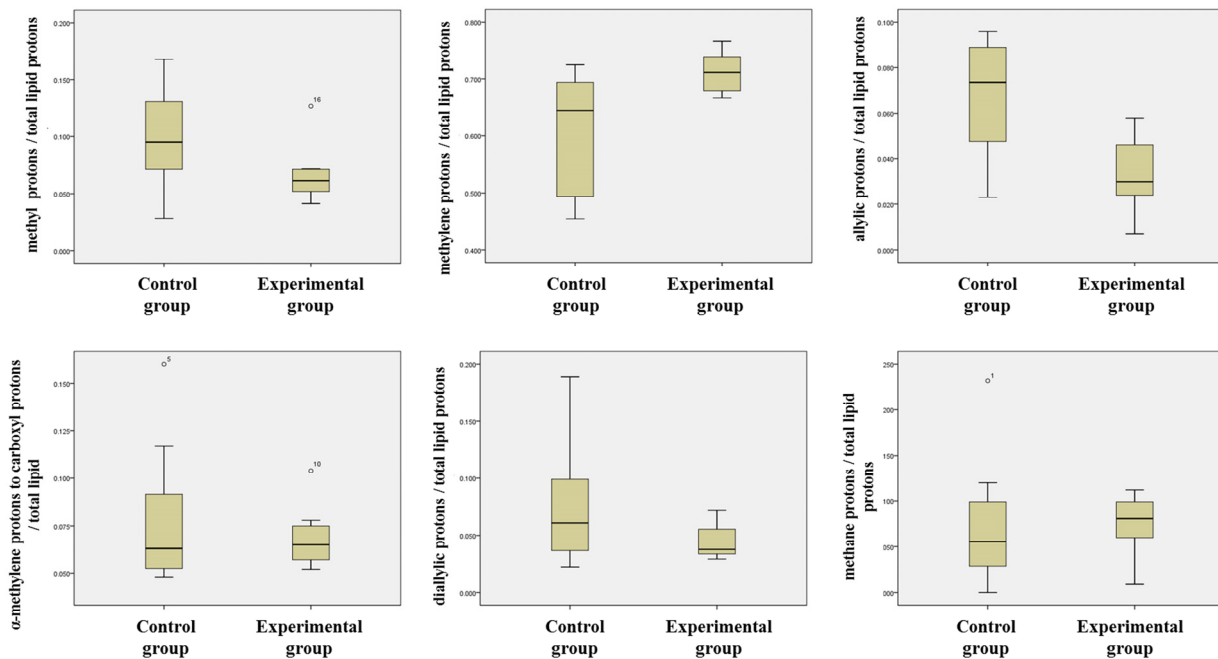 methyl protons / total lipid protons
0.200
0.150
0.100
0.050
0.000
16
Control
group
Experimental
group
methylene protons / total lipid protons
0.800
0.700
0.600
0.500
0.400
Control
group
Experimental
group
allylic protons / total lipid protons
0.100
0.080
0.060
0.040
0.020
0.000
Control
group
Experimental
group
α-methylene protons to carboxyl protons
/ total lipid
0.150
0.125
0.100
0.075
0.050
5
10
Control
group
Experimental
group
diallylic protons / total lipid protons
0.200
0.150
0.100
0.050
0.000
Control
group
Experimental
group
methane protons / total lipid
protons
250
200
150
100
050
000
1
Control
group
Experimental
group